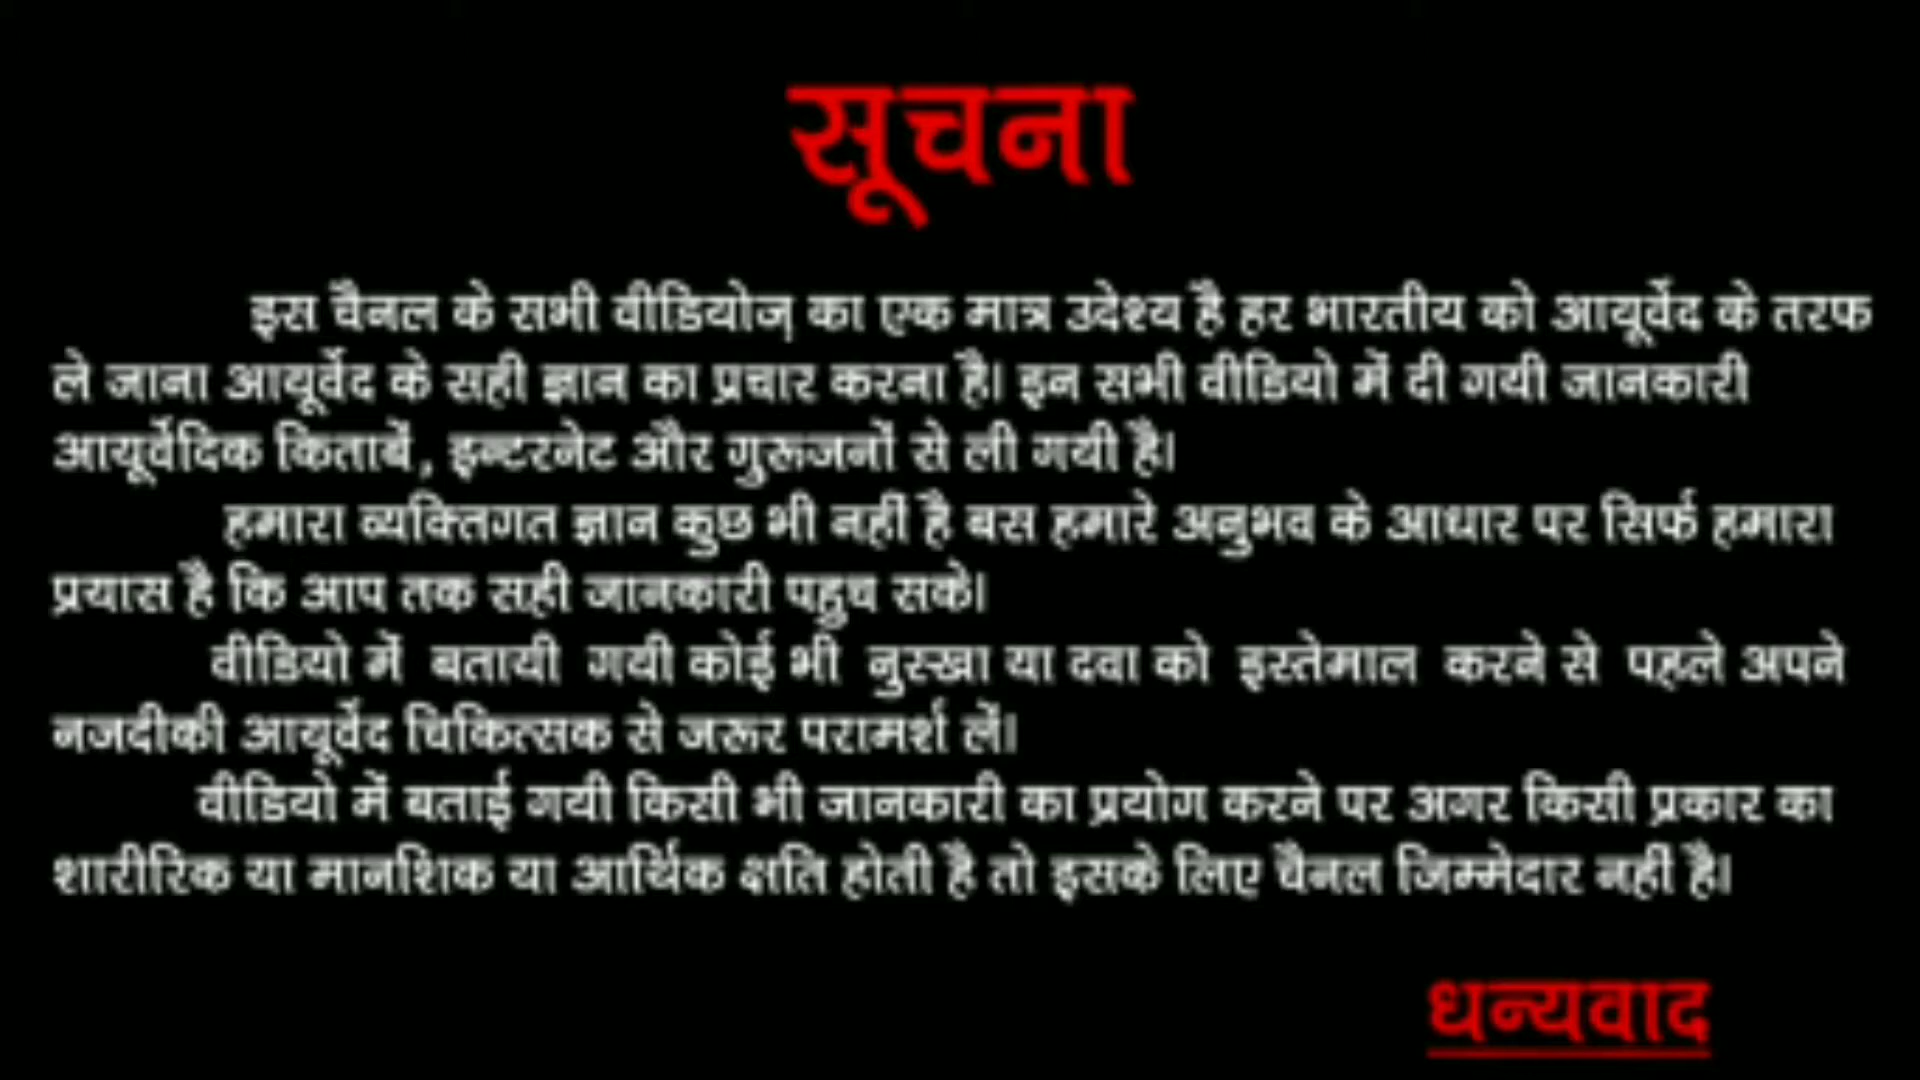 सूचना
इस चैनल के सभी वीडियोज् का एक मात्र उदेश्य है हर भारतीय को आयूर्वेद के तरफ
ले जाना आयूर्वेद के सही ज्ञान का प्रचार करना है। इन सभी वीडियो में दी गयी जानकारी
आयूर्वेदिक किताबें, इन्टरनेट और गुरूजनों से ली गयी है।
हमारा व्यक्तिगत ज्ञान कुछ भी नहीं है बस हमारे अनुभव के आधार पर सिर्फ हमारा
प्रयास है कि आप तक सही जानकारी पहुच सके।
वीडियो में बतायी गयी कोई भी नुस्खा या दवा को इस्तेमाल करने से पहले अपने
नजदीकी आयूर्वेद चिकित्सक से जरूर परामर्श लें।
वीडियो में बताई गयी किसी भी जानकारी का प्रयोग करने पर अगर किसी प्रकार का
शारीरिक या मानशिक या आर्थिक क्षति होती है तो इसके लिए चैनल जिम्मेदार नही है।
धन्यवाद